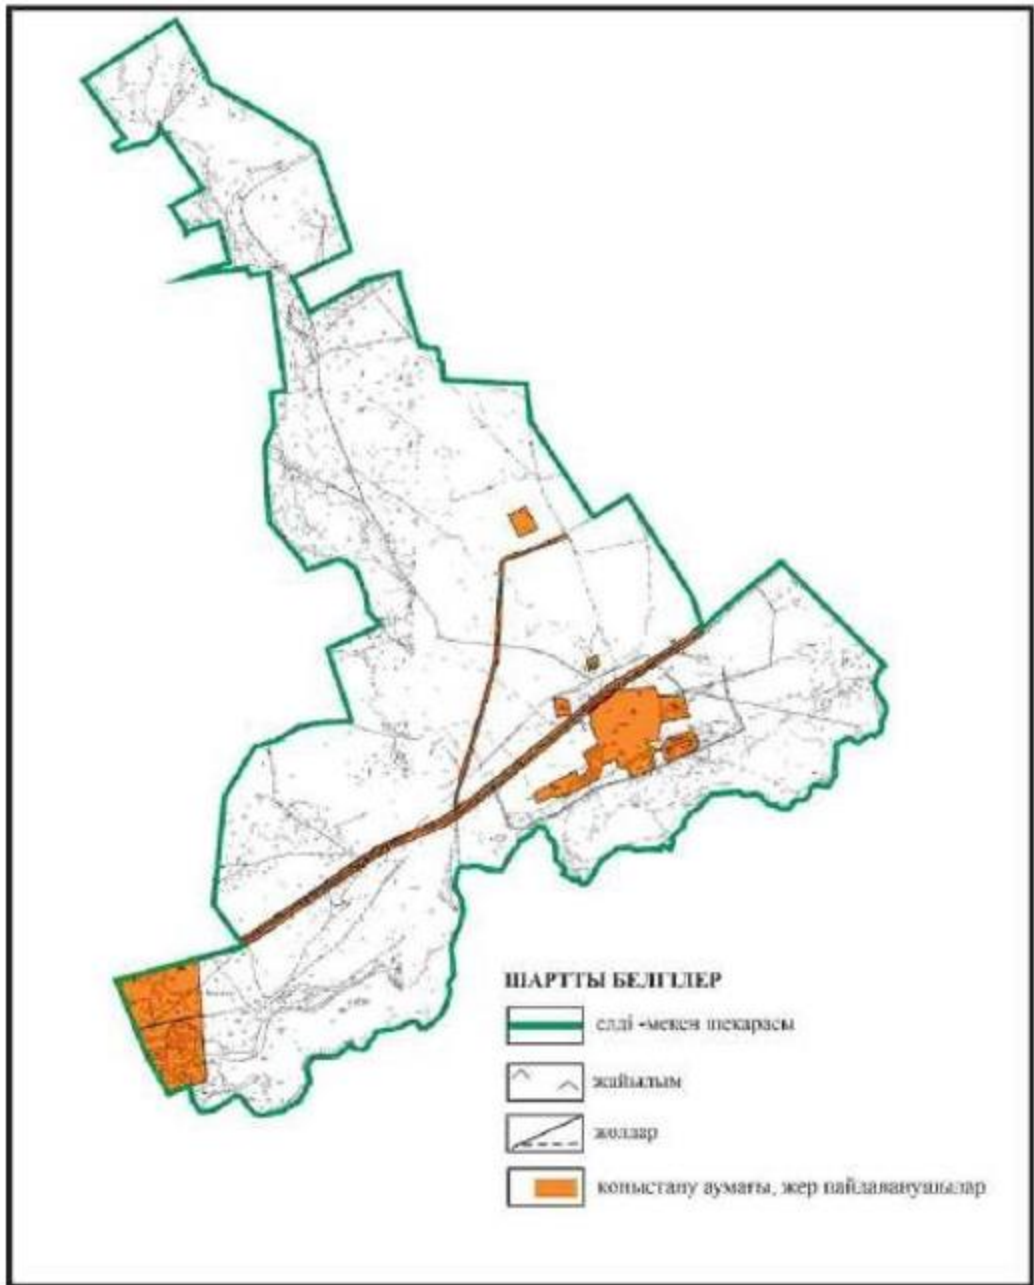 ШАРТТЫ БЕЛГІЛЕР
елді -мекен шекарасы
жайылым
жолдар
қоныстану аумағы, жер пайдаланушылар